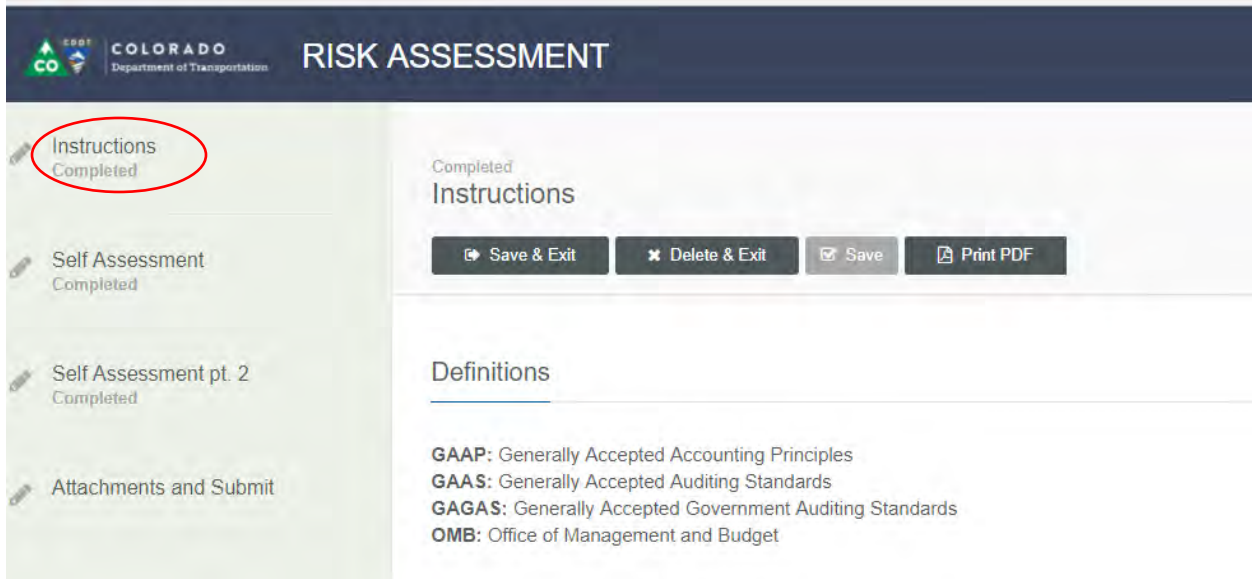 CDOT
CO
COLORADO
Department of Transportation
RISK ASSESSMENT
Instructions
Completed
Self Assessment
Completed
Self Assessment pt. 2
Completed
Attachments and Submit
Completed
Instructions
Save & Exit
Delete & Exit
Save
Print PDF
Definitions
GAAP: Generally Accepted Accounting Principles
GAAS: Generally Accepted Auditing Standards
GAGAS: Generally Accepted Government Auditing Standards
OMB: Office of Management and Budget